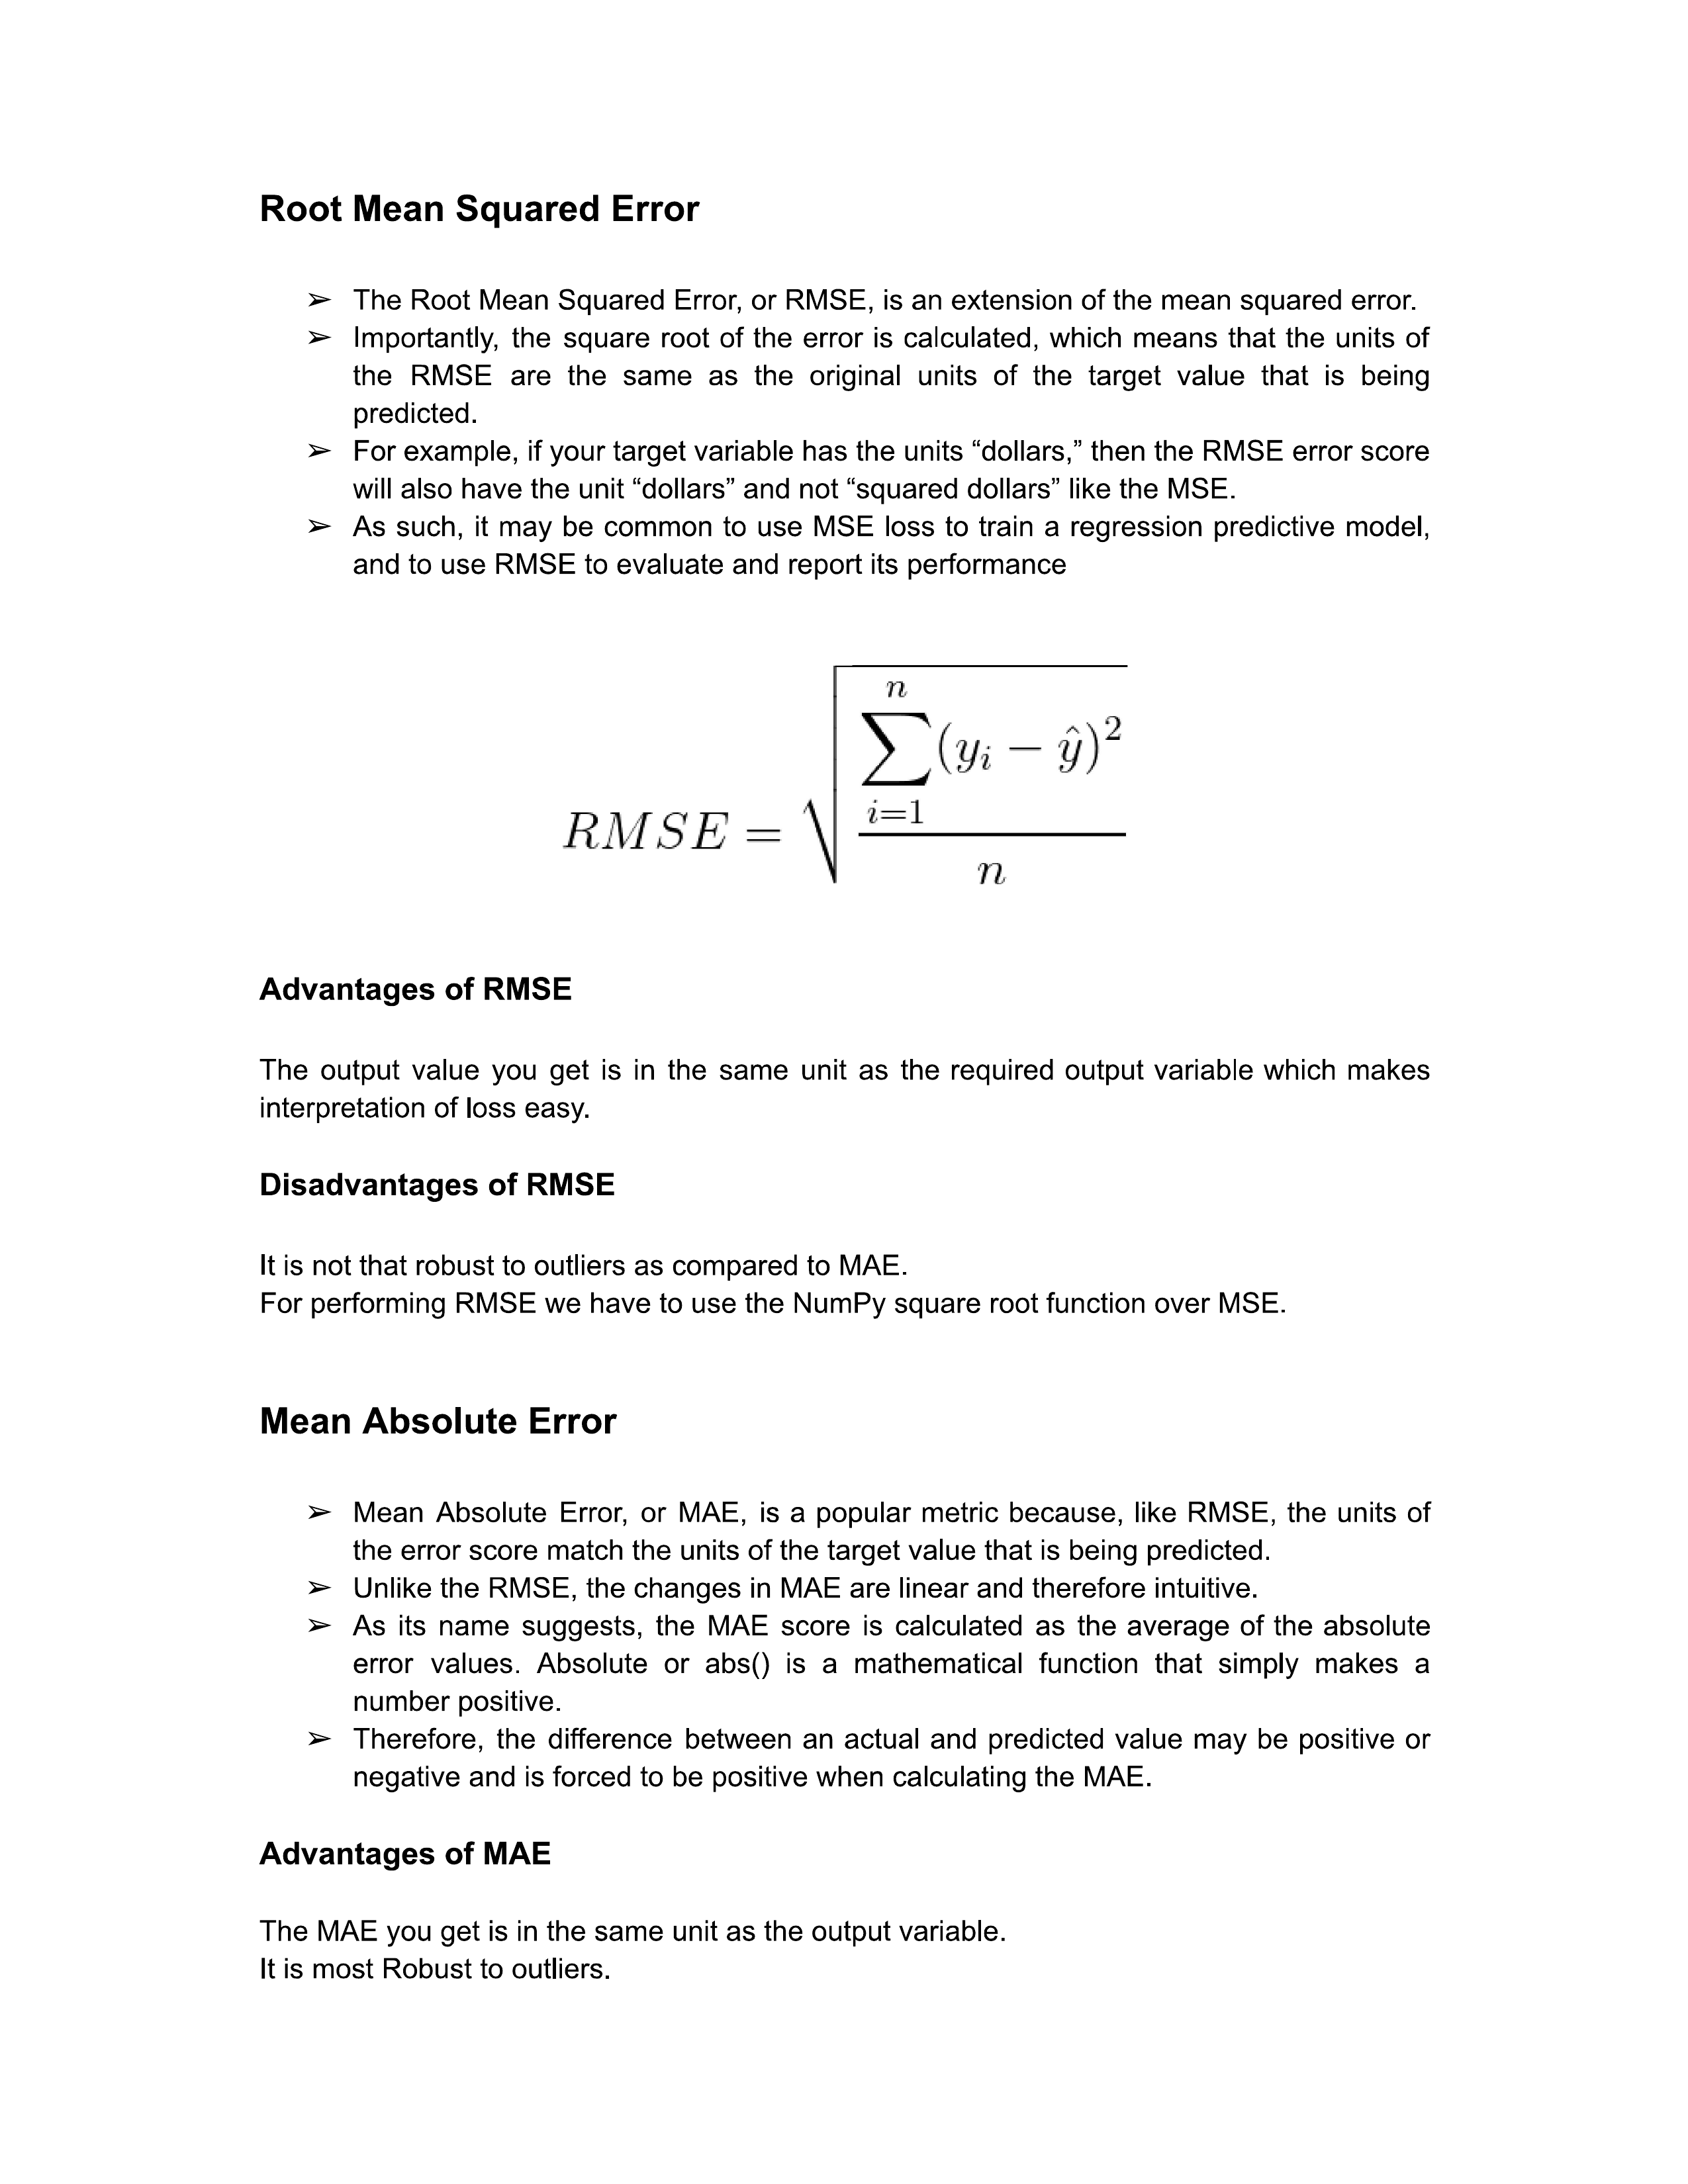 Root Mean Squared Error
➢ The Root Mean Squared Error, or RMSE, is an extension of the mean squared error.
➢ Importantly, the square root of the error is calculated, which means that the units of
the RMSE are the same as the original units of the target value that is being
predicted.
➢ For example, if your target variable has the units “dollars,” then the RMSE error score
will also have the unit “dollars” and not “squared dollars” like the MSE.
➢ As such, it may be common to use MSE loss to train a regression predictive model,
and to use RMSE to evaluate and report its performance
RMSE = √(∑_{i=1}^{n} (y_i − ŷ)² / n)
Advantages of RMSE
The output value you get is in the same unit as the required output variable which makes
interpretation of loss easy.
Disadvantages of RMSE
It is not that robust to outliers as compared to MAE.
For performing RMSE we have to use the NumPy square root function over MSE.
Mean Absolute Error
➢ Mean Absolute Error, or MAE, is a popular metric because, like RMSE, the units of
the error score match the units of the target value that is being predicted.
➢ Unlike the RMSE, the changes in MAE are linear and therefore intuitive.
➢ As its name suggests, the MAE score is calculated as the average of the absolute
error values. Absolute or abs() is a mathematical function that simply makes a
number positive.
➢ Therefore, the difference between an actual and predicted value may be positive or
negative and is forced to be positive when calculating the MAE.
Advantages of MAE
The MAE you get is in the same unit as the output variable.
It is most Robust to outliers.